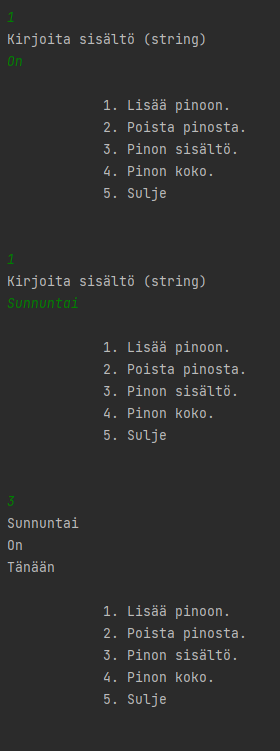 1
Kirjoita sisältö (string)
On
1. Lisää pinoon.
2. Poista pinosta.
3. Pinon sisältö.
4. Pinon koko.
5. Sulje
1
Kirjoita sisältö (string)
Sunnuntai
1. Lisää pinoon.
2. Poista pinosta.
3. Pinon sisältö.
4. Pinon koko.
5. Sulje
3
Sunnuntai
On
Tänään
1. Lisää pinoon.
2. Poista pinosta.
3. Pinon sisältö.
4. Pinon koko.
5. Sulje